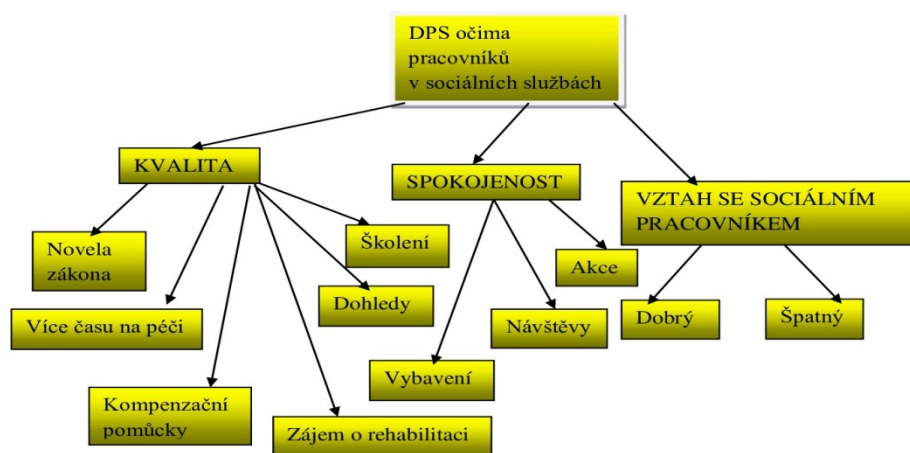 DPS očima
pracovníků
v sociálních službách
KVALITA
SPOKOJENOST
VZTAH SE SOCIÁLNÍM
PRACOVNÍKEM
Novela
zákona
Školení
Akce
Více času na péči
Dohledy
Návštěvy
Dobrý
Špatný
Vybavení
Kompenzační
pomůcky
Zájem o rehabilitaci